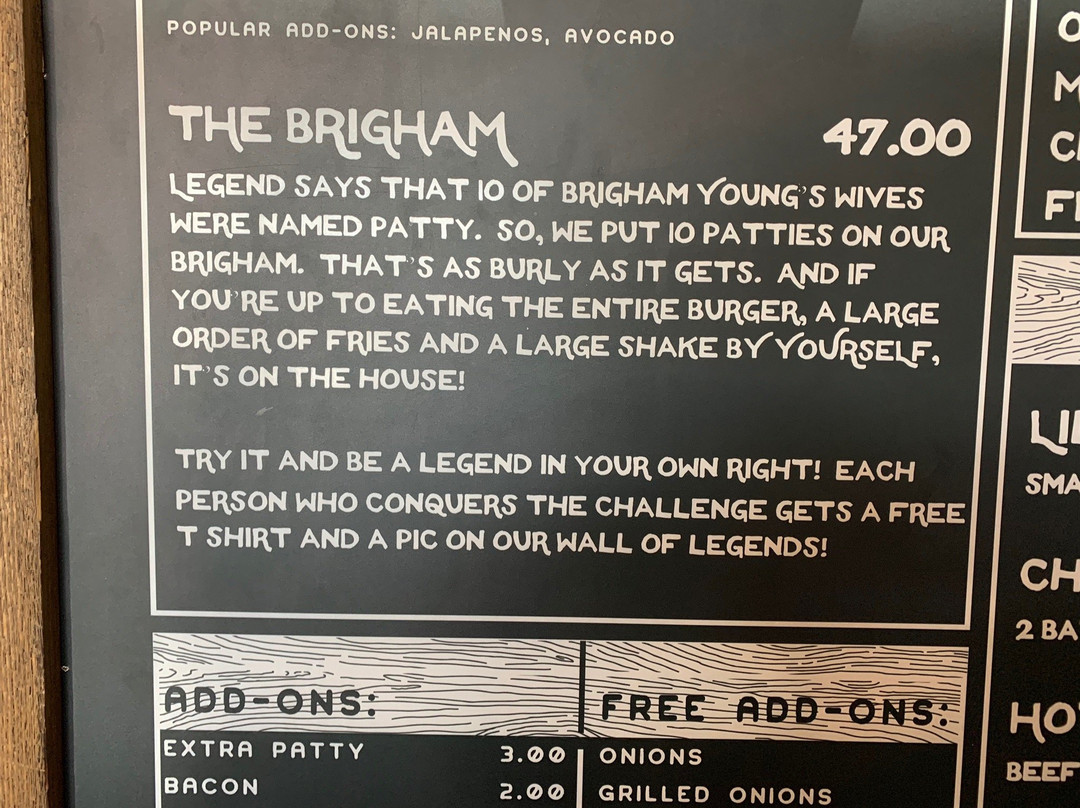 POPULAR ADD-ONS: JALAPENOS, AVOCADO
THE BRIGHAM 47.00
LEGEND SAYS THAT 10 OF BRIGHAM YOUNG'S WIVES
WERE NAMED PATTY. SO, WE PUT 10 PATTIES ON OUR
BRIGHAM. THAT'S AS BURLY AS IT GETS. AND IF
YOU'RE UP TO EATING THE ENTIRE BURGER, A LARGE
ORDER OF FRIES AND A LARGE SHAKE BY YOURSELF,
IT'S ON THE HOUSE!
TRY IT AND BE A LEGEND IN YOUR OWN RIGHT! EACH
PERSON WHO CONQUERS THE CHALLENGE GETS A FREE
T SHIRT AND A PIC ON OUR WALL OF LEGENDS!
ADD-ONS:
EXTRA PATTY 3.00
BACON 2.00
FREE ADD-ONS:
ONIONS
GRILLED ONIONS
2 BA
BEEF